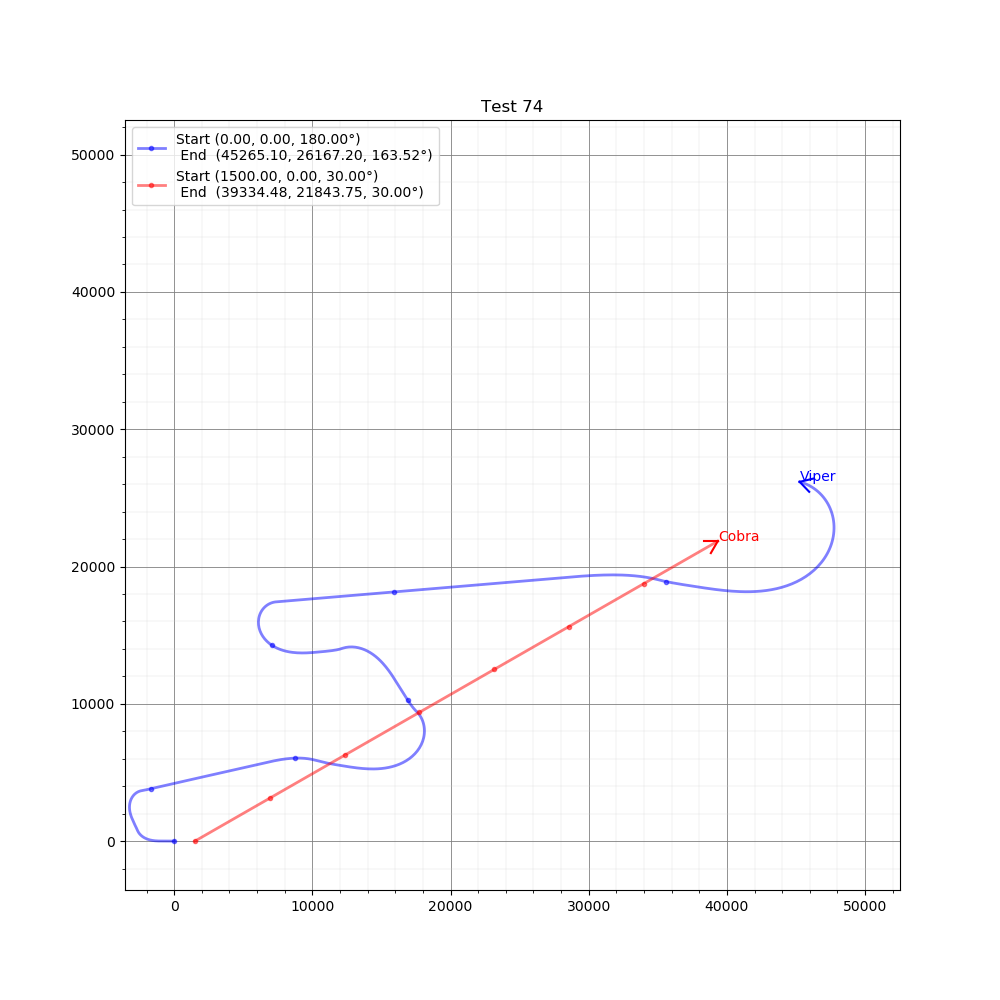 Test 74
Start (0.00, 0.00, 180.00°)
End (45265.10, 26167.20, 163.52°)
Start (1500.00, 0.00, 30.00°)
End (39334.48, 21843.75, 30.00°)
50000
40000
30000
20000
10000
0
Viper
Cobra
0 10000 20000 30000 40000 50000